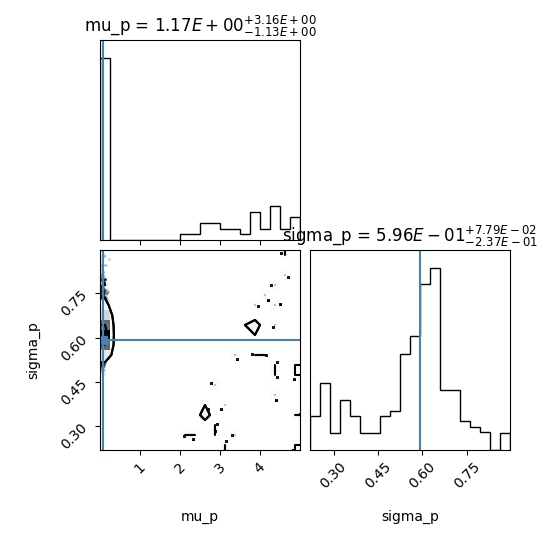 mu_p = 1.17E+00+3.16E+00−1.13E+00
sigma_p = 5.96E−01+7.79E−02−2.37E−01
sigma_p
0.75
0.60
0.45
0.30
1 2 3 4
0.30 0.45 0.60 0.75
mu_p
sigma_p